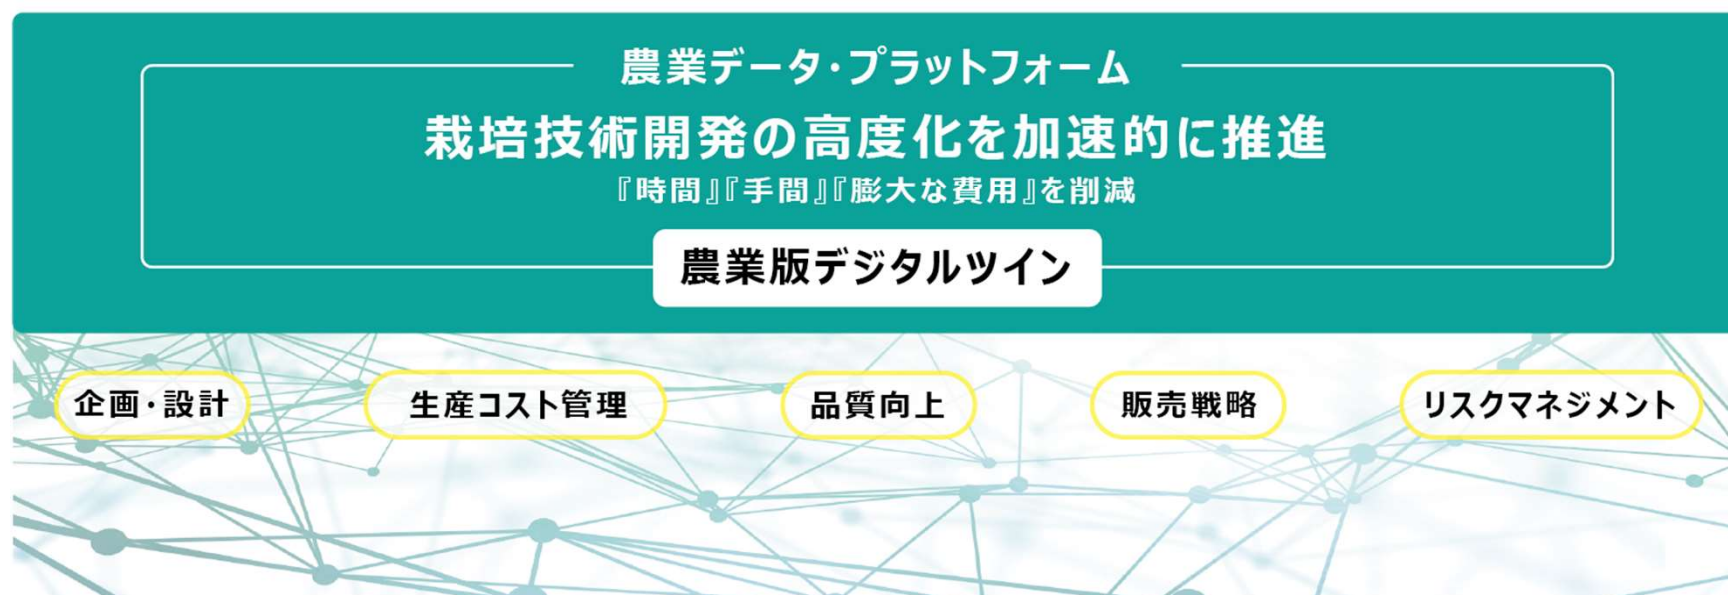 農業データ・プラットフォーム
栽培技術開発の高度化を加速的に推進
『時間』『手間』『膨大な費用』を削減
農業版デジタルツイン
企画・設計
生産コスト管理
品質向上
販売戦略
リスクマネジメント